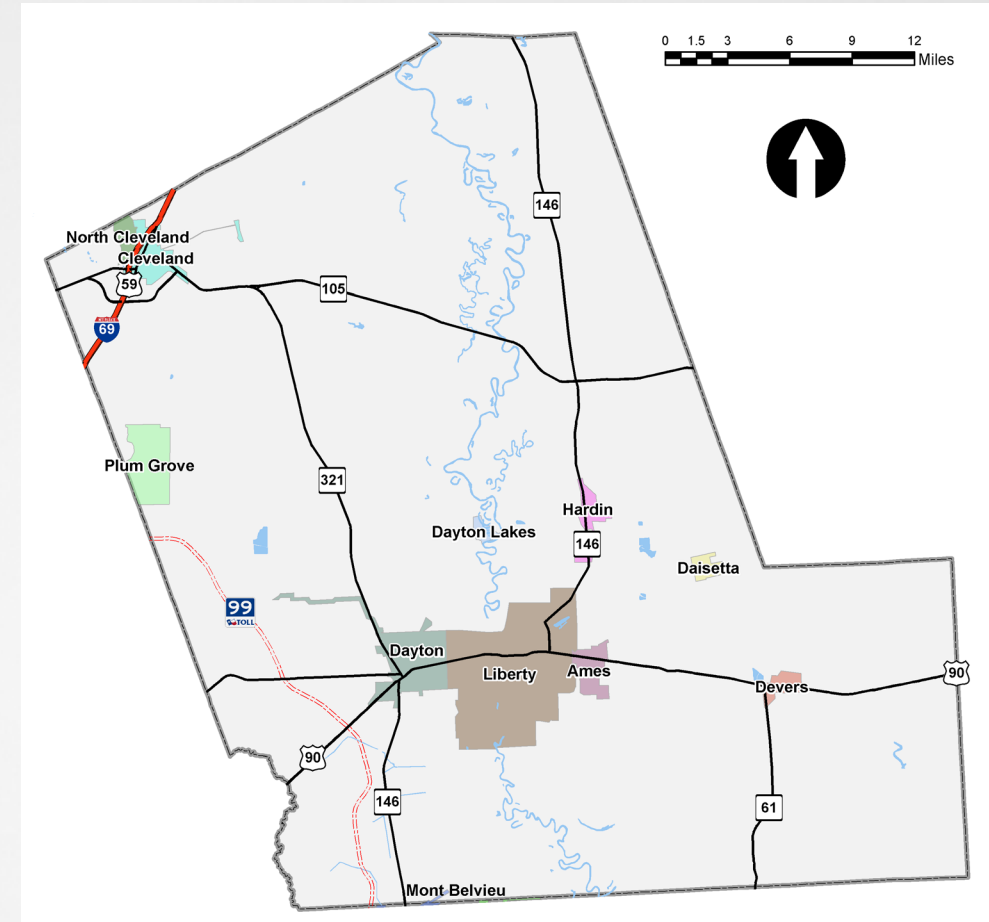 0 1.5 3 6 9 12
Miles
146
North Cleveland
Cleveland
59
105
69
Plum Grove
321
Hardin
Dayton Lakes
146
Daisetta
99
TOLL
Dayton
Liberty
Ames
90
Devers
90
146
61
Mont Belvieu